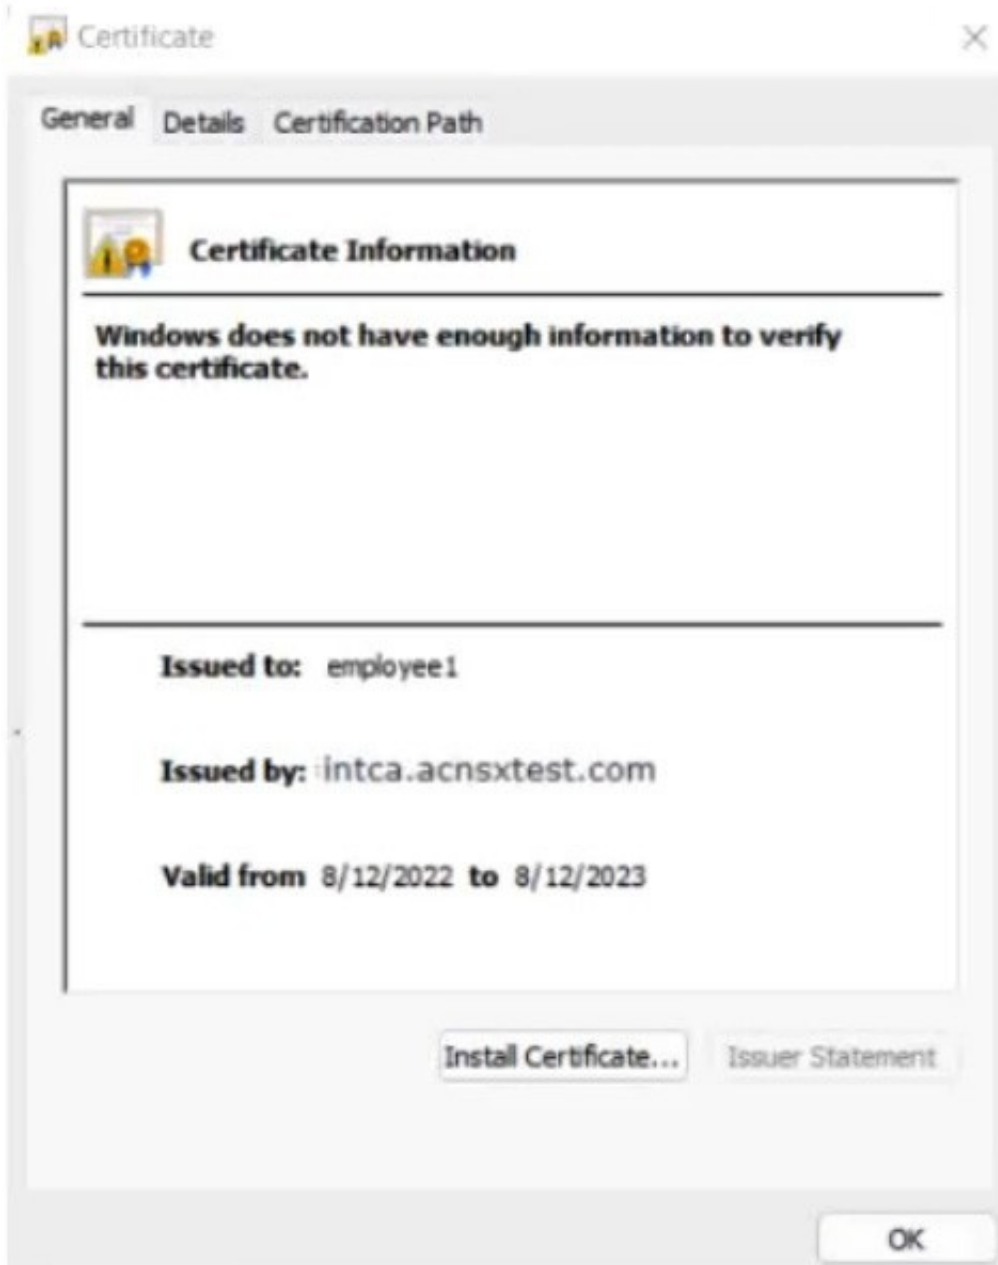 Certificate
General Details Certification Path
Certificate Information
Windows does not have enough information to verify
this certificate.
Issued to: employee1
Issued by: intca.acnsxtest.com
Valid from 8/12/2022 to 8/12/2023
Install Certificate... Issuer Statement
OK